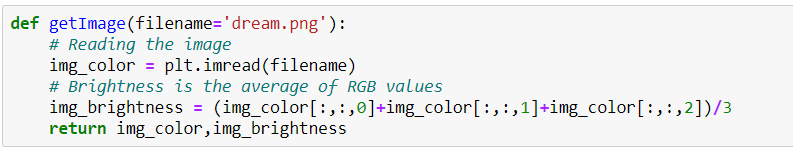 def getImage(filename='dream.png'):
    # Reading the image
    img_color = plt.imread(filename)
    # Brightness is the average of RGB values
    img_brightness = (img_color[:,:,0]+img_color[:,:,1]+img_color[:,:,2])/3
    return img_color,img_brightness